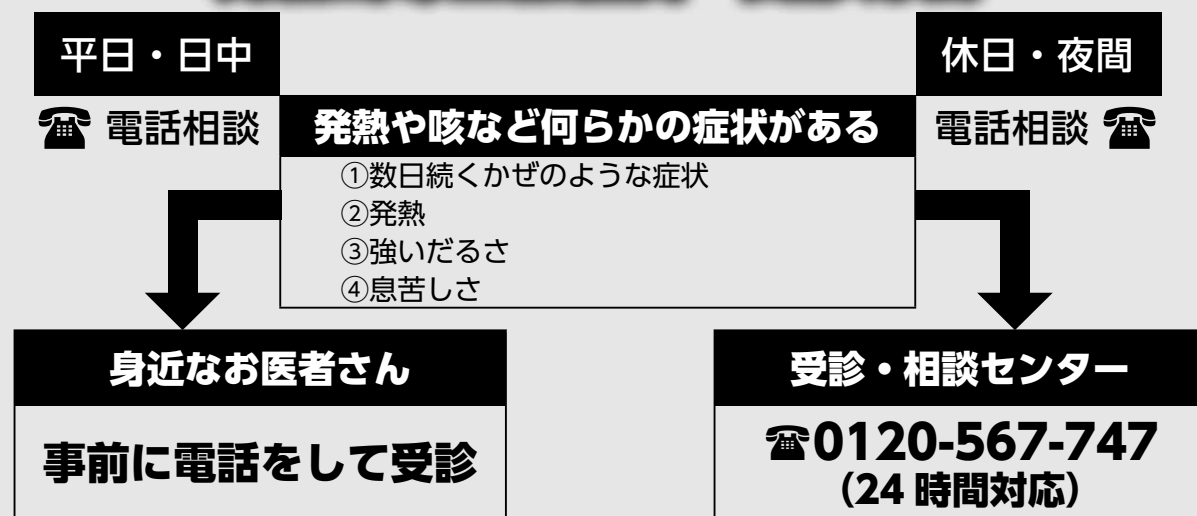 平日・日中
休日・夜間
☎ 電話相談
発熱や咳など何らかの症状がある
電話相談 ☎
①数日続くかぜのような症状
②発熱
③強いだるさ
④息苦しさ
身近なお医者さん
事前に電話をして受診
受診・相談センター
☎0120-567-747
（24 時間対応）